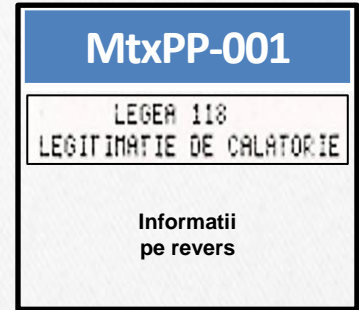 MtxPP-001
LEGEA 118
LEGITIMATIE DE CALATORIE
Informatii
pe revers